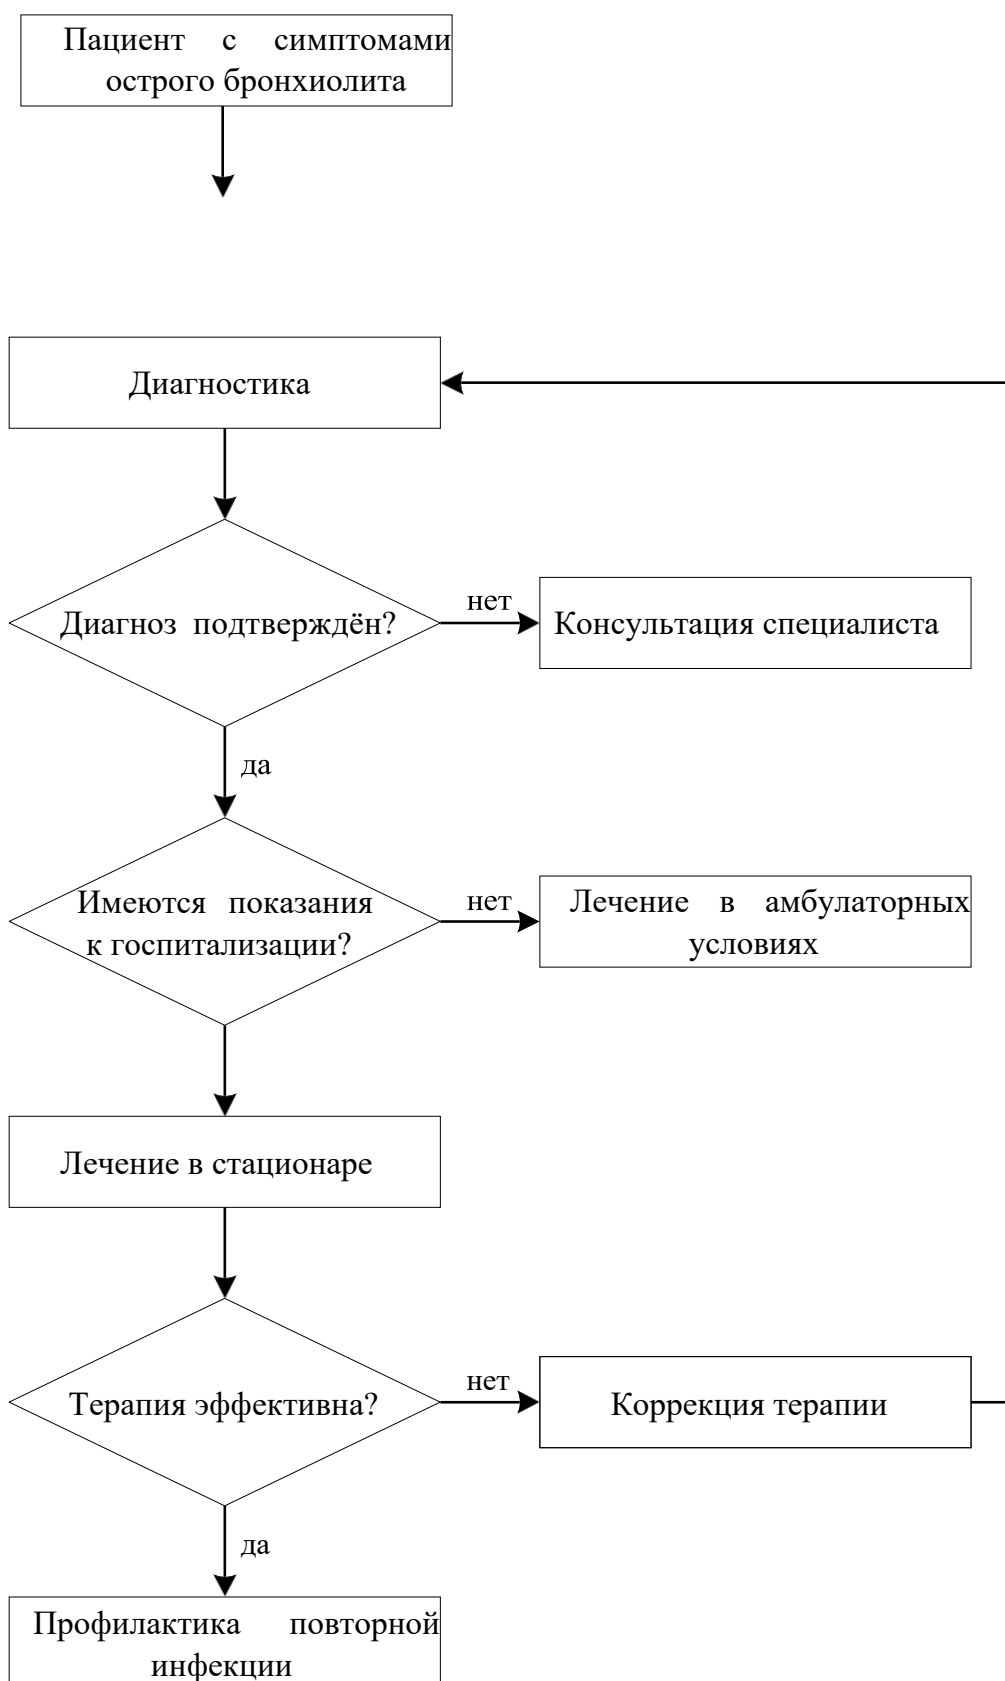 Пациент с симптомами
острого бронхиолита
Диагностика
Диагноз подтверждён?
нет
Консультация специалиста
да
Имеются показания
к госпитализации?
нет
Лечение в амбулаторных
условиях
Лечение в стационаре
Терапия эффективна?
нет
Коррекция терапии
да
Профилактика повторной
инфекции